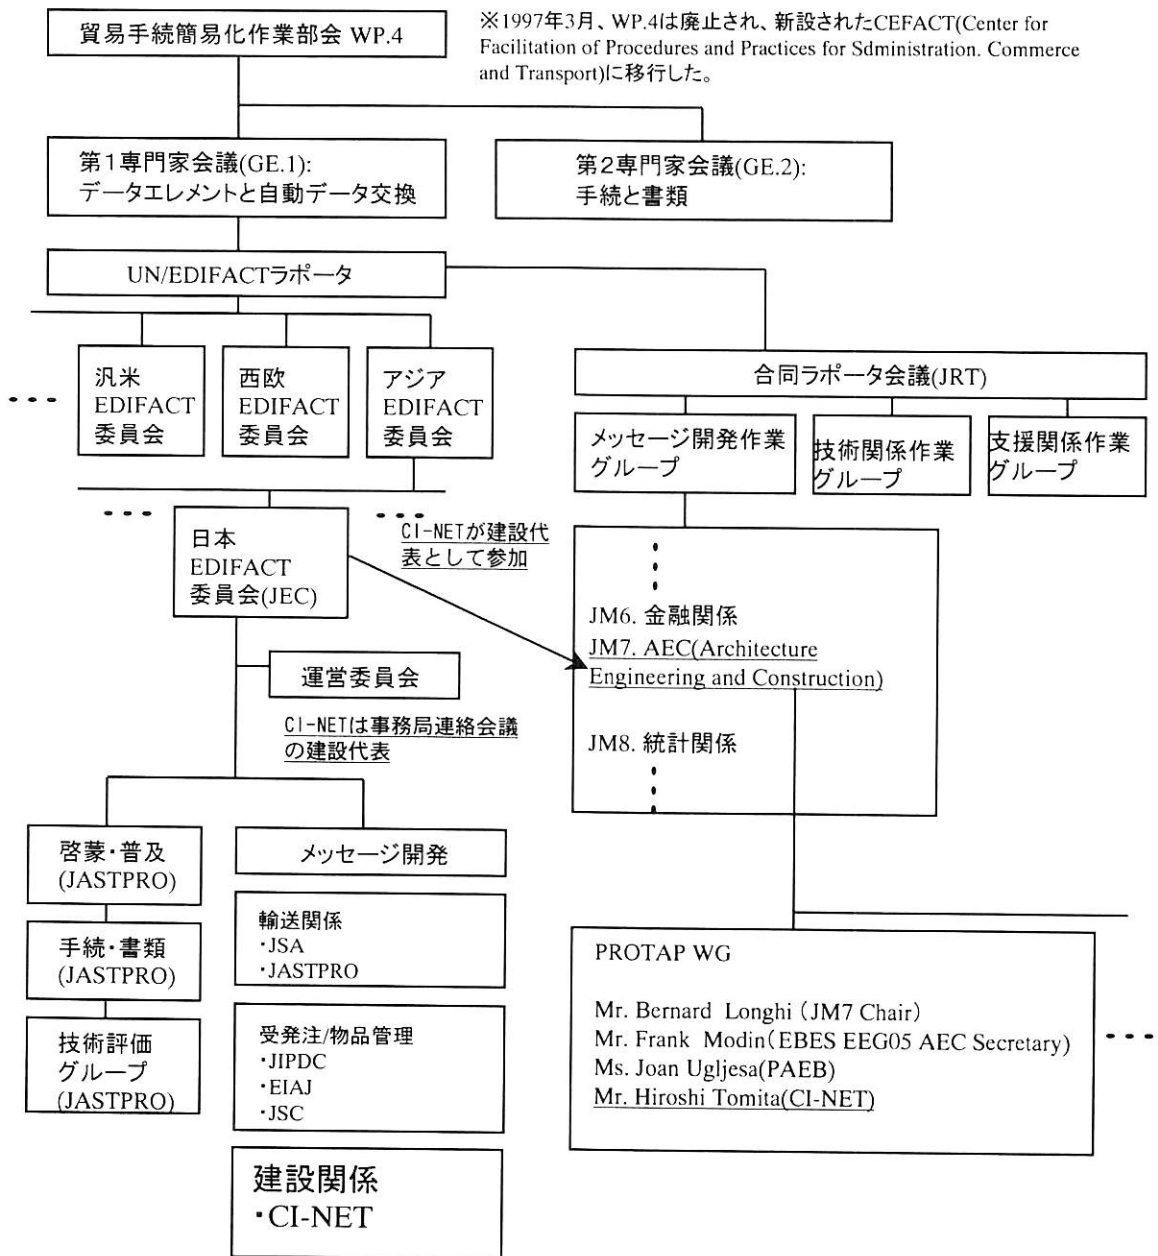 貿易手続簡易化作業部会 WP.4
※1997年3月、WP.4は廃止され、新設されたCEFACT(Center for
Facilitation of Procedures and Practices for Sdministration. Commerce
and Transport)に移行した。
第1専門家会議(GE.1):
データエレメントと自動データ交換
第2専門家会議(GE.2):
手続と書類
UN/EDIFACTラポータ
汎米
EDIFACT
委員会
西欧
EDIFACT
委員会
アジア
EDIFACT
委員会
合同ラポータ会議(JRT)
メッセージ開発作業
グループ
技術関係作業
グループ
支援関係作業
グループ
日本
EDIFACT
委員会(JEC)
CI-NETが建設代
表として参加
JM6. 金融関係
JM7. AEC(Architecture
Engineering and Construction)
JM8. 統計関係
運営委員会
CI-NETは事務局連絡会議
の建設代表
啓蒙・普及
(JASTPRO)
手続・書類
(JASTPRO)
技術評価
グループ
(JASTPRO)
メッセージ開発
輸送関係
・JSA
・JASTPRO
受発注/物品管理
・JIPDC
・EIAJ
・JSC
建設関係
・CI-NET
PROTAP WG
Mr. Bernard Longhi (JM7 Chair)
Mr. Frank Modin(EBES EEG05 AEC Secretary)
Ms. Joan Ugljesa(PAEB)
Mr. Hiroshi Tomita(CI-NET)